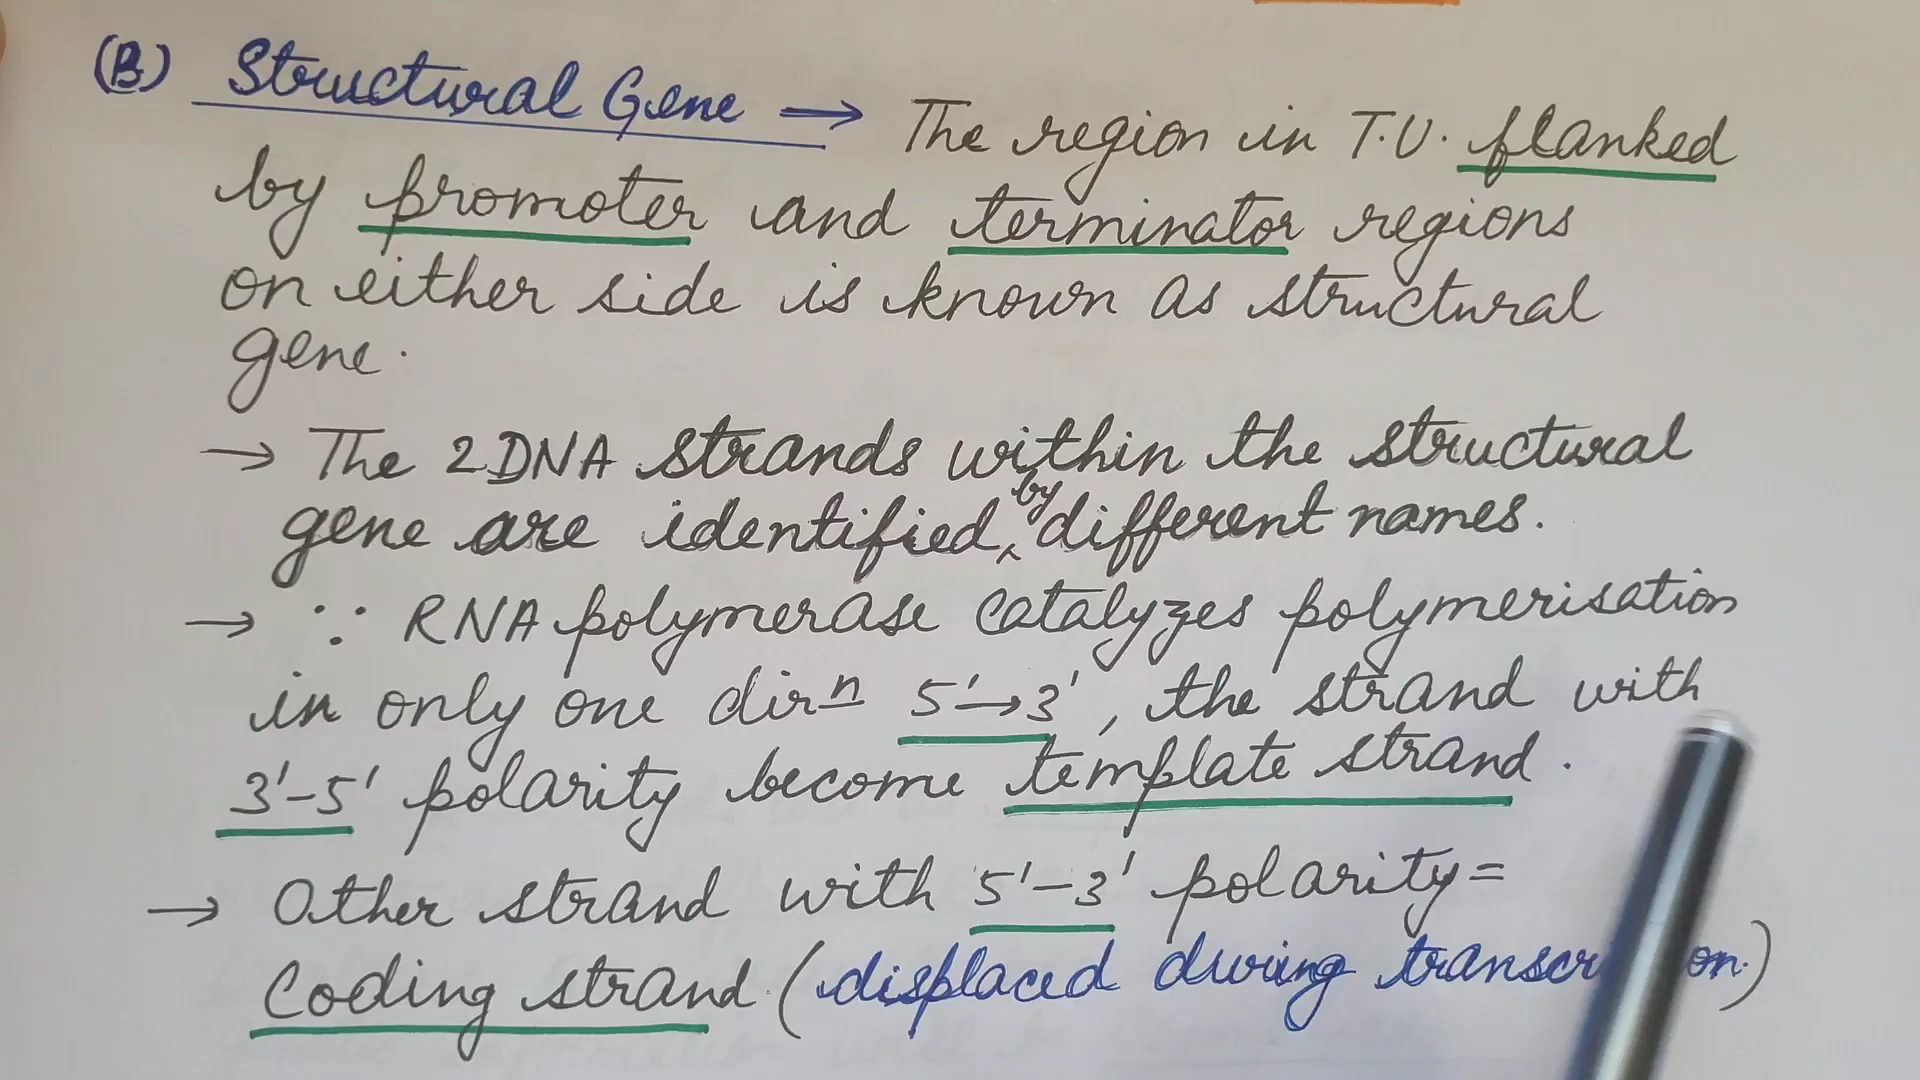 (B) Structural Gene → The region in T.U. flanked
by promoter and terminator regions
on either side is known as structural
gene.
→ The 2 DNA strands within the structural
gene are identified by different names.
→ ∵ RNA polymerase catalyzes polymerisation
in only one dirⁿ 5'→3', the strand with
3'-5' polarity become template strand.
→ Other strand with 5'-3' polarity =
Coding strand (displaced during